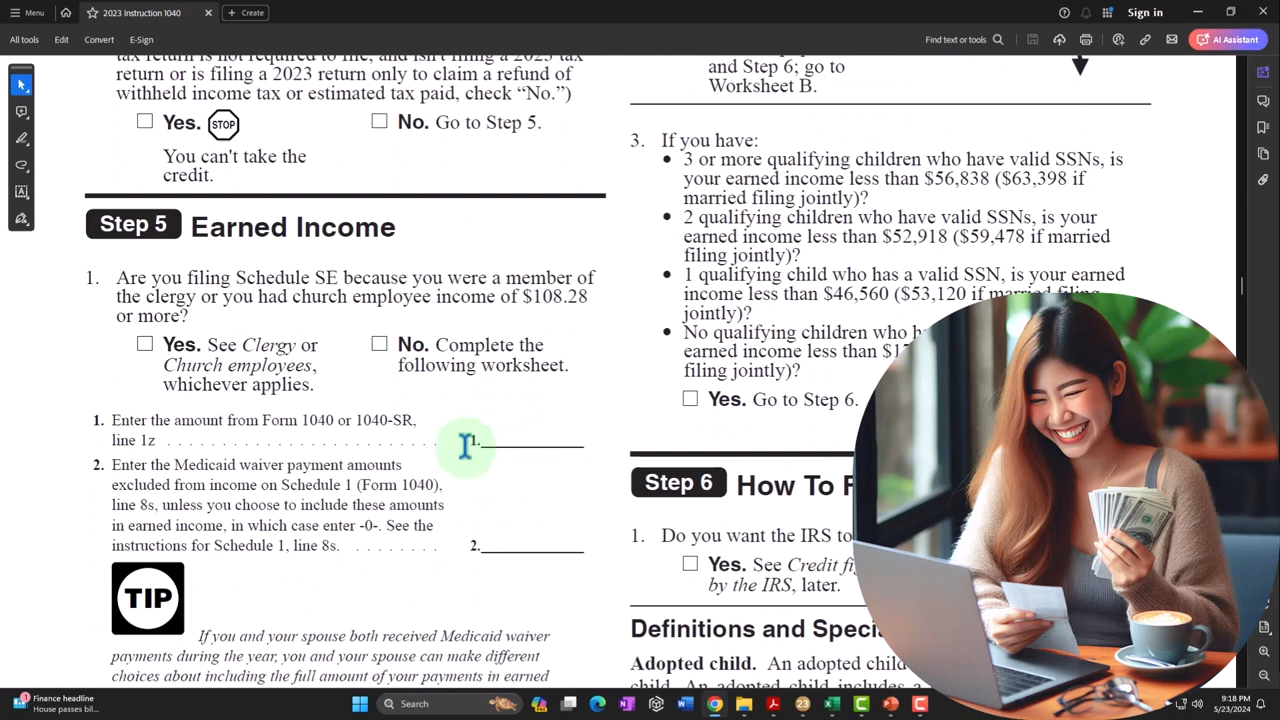 Menu
2023 Instruction 1040
Create
Sign in
All tools
Edit
Convert
E-Sign
Find text or tools
AI Assistant
return or is filing a 2023 return only to claim a refund of
withheld income tax or estimated tax paid, check “No.”)
Yes. STOP
No. Go to Step 5.
You can't take the
credit.
Step 5 Earned Income
1. Are you filing Schedule SE because you were a member of
the clergy or you had church employee income of $108.28
or more?
Yes. See Clergy or
Church employees,
whichever applies.
No. Complete the
following worksheet.
1. Enter the amount from Form 1040 or 1040-SR,
line 1z . . . . . . . . . . . . . . . . . . . . . . . . . 1.
2. Enter the Medicaid waiver payment amounts
excluded from income on Schedule 1 (Form 1040),
line 8s, unless you choose to include these amounts
in earned income, in which case enter -0-. See the
instructions for Schedule 1, line 8s. . . . . . . . . 2.
TIP
If you and your spouse both received Medicaid waiver
payments during the year, you and your spouse can make different
choices about including the full amount of your payments in earned
and Step 6; go to
Worksheet B.
3. If you have:
• 3 or more qualifying children who have valid SSNs, is
your earned income less than $56,838 ($63,398 if
married filing jointly)?
• 2 qualifying children who have valid SSNs, is your
earned income less than $52,918 ($59,478 if married
filing jointly)?
• 1 qualifying child who has a valid SSN, is your earned
income less than $46,560 ($53,120 if married filing
jointly)?
• No qualifying children who
earned income less than
filing jointly)?
Yes. Go to Step 6.
Step 6 How To
1. Do you want the IRS to
Yes. See Credit
by the IRS, later.
Definitions and
Adopted child. An adopted child
Finance headline
House passes bil...
Search
9:18 PM
5/23/2024